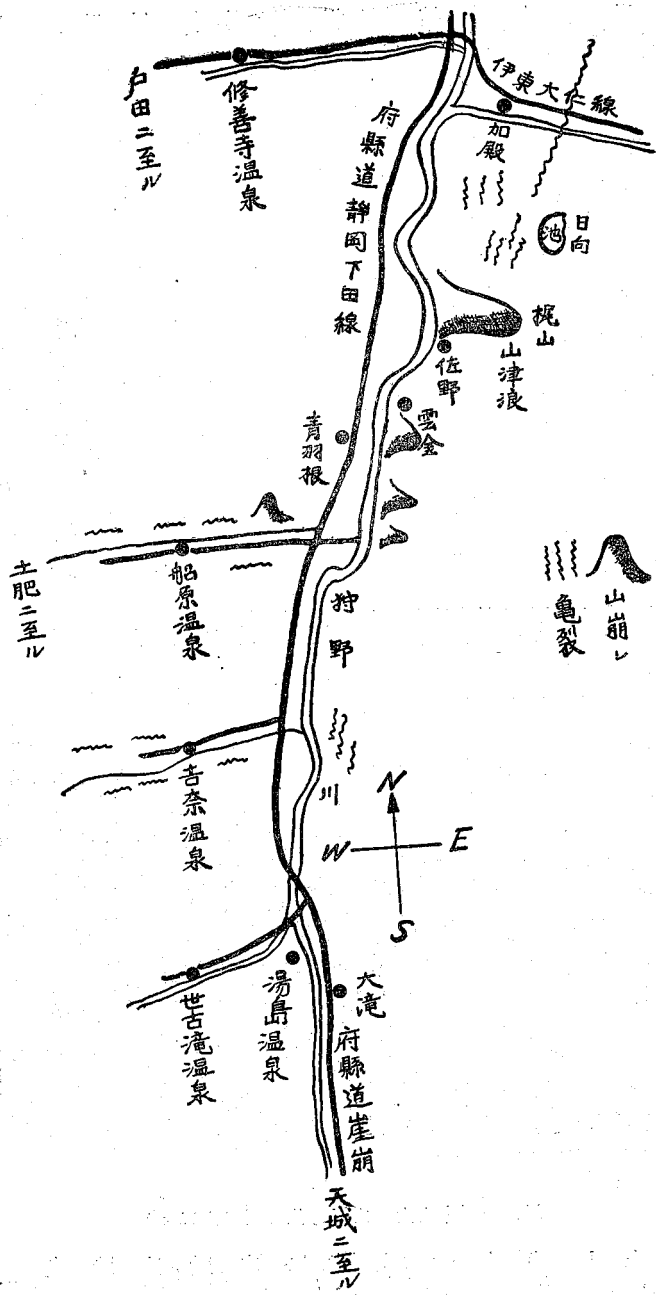 伊東大仁線
加殿
修善寺温泉
戸田ニ至ル
府縣道静岡下田線
日向
池
梶山
山津浪
佐野
雲金
青羽根
船原温泉
土肥ニ至ル
山崩レ
亀裂
狩野川
吉奈温泉
N
W
E
S
大滝
湯島温泉
世古滝温泉
府縣道崖崩
天城ニ至ル